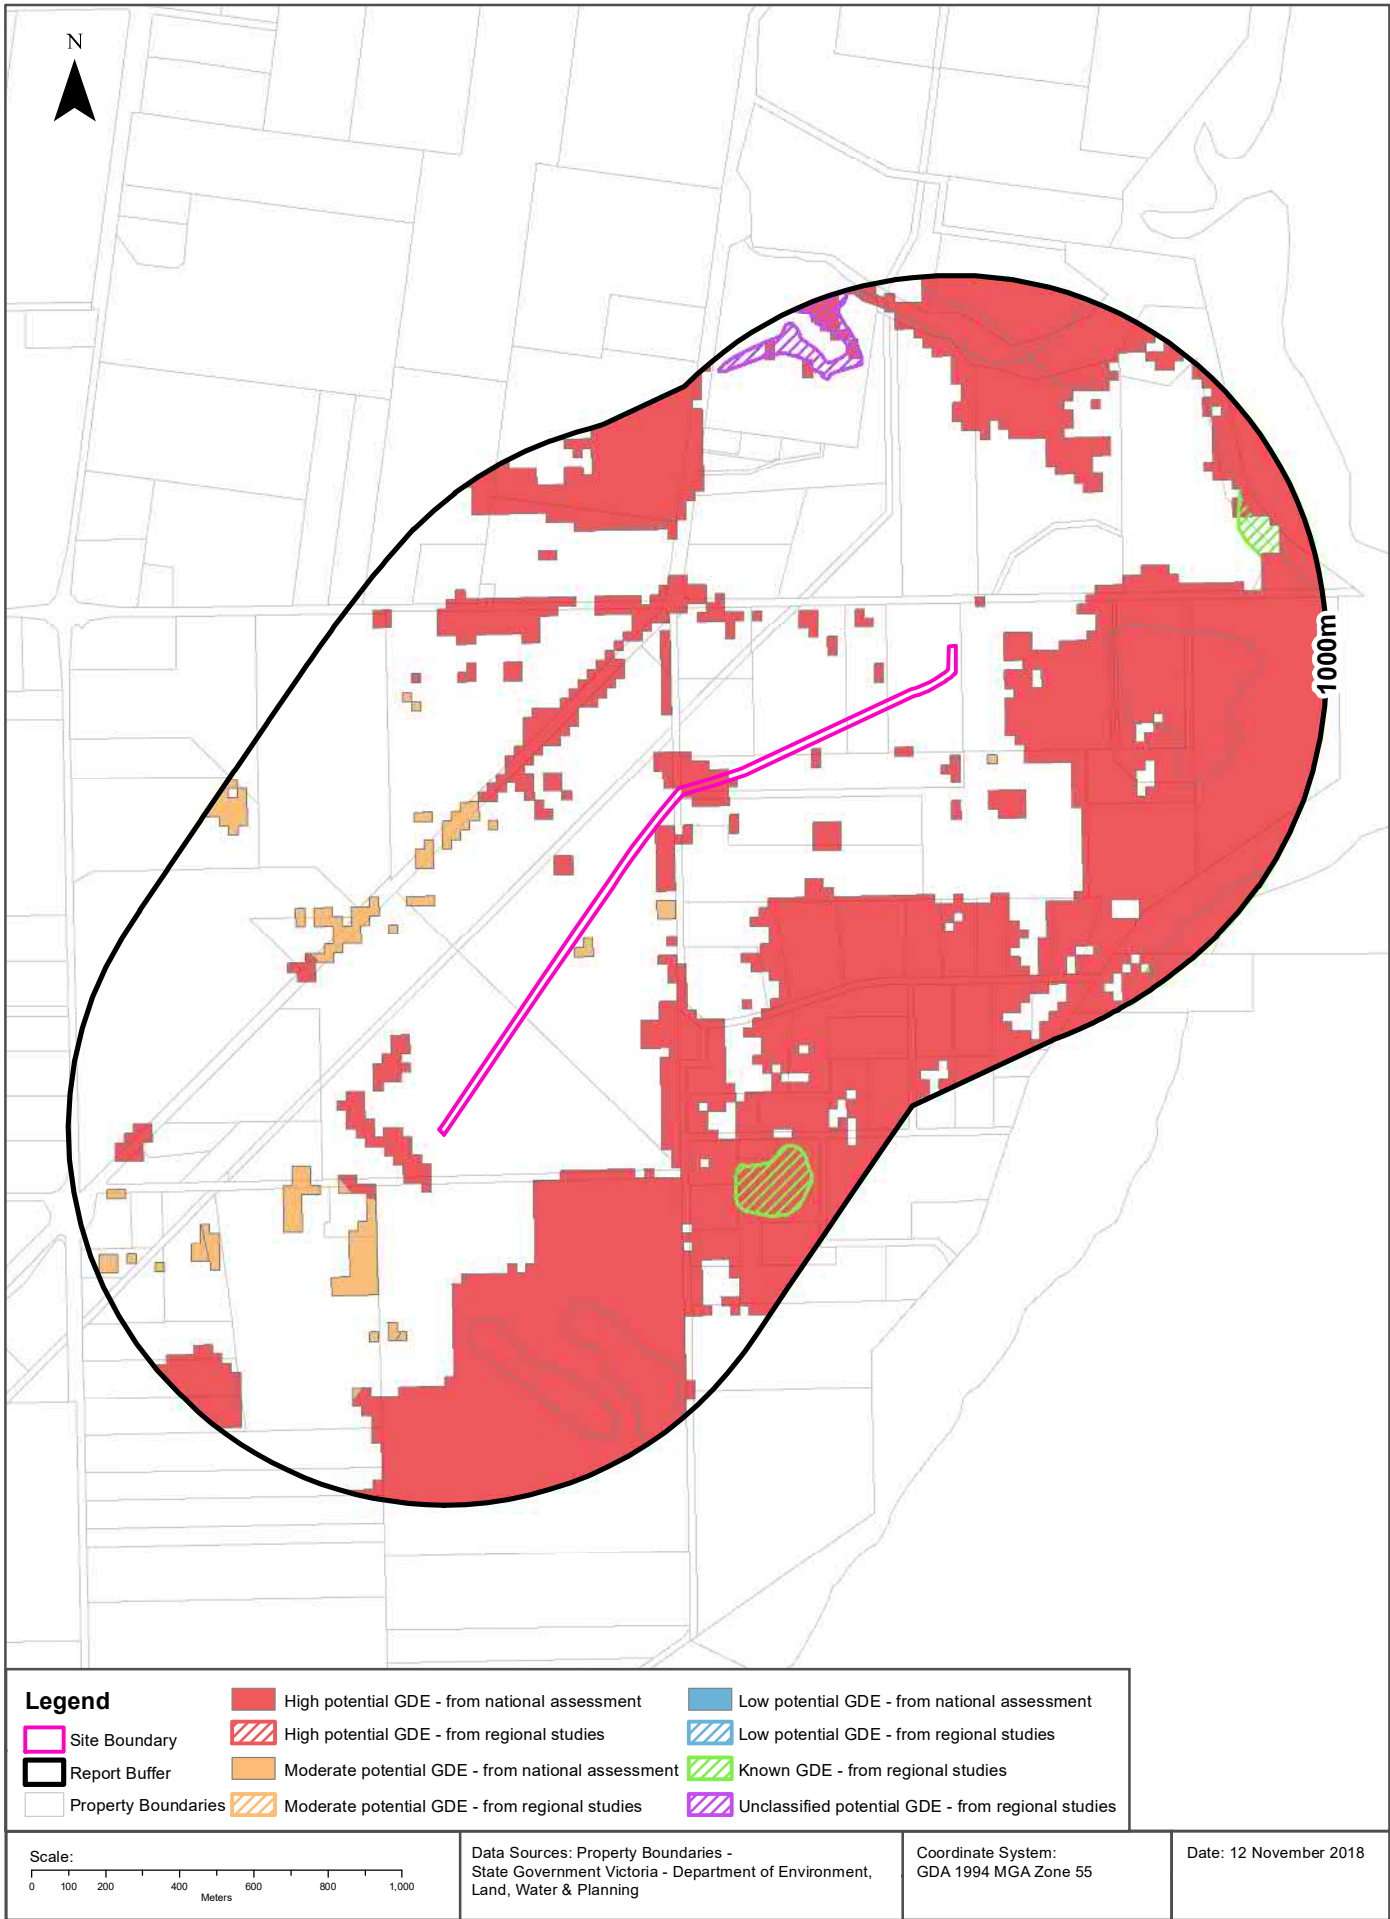 N
1000m
Legend
Site Boundary
Report Buffer
Property Boundaries
High potential GDE - from national assessment
High potential GDE - from regional studies
Moderate potential GDE - from national assessment
Moderate potential GDE - from regional studies
Low potential GDE - from national assessment
Low potential GDE - from regional studies
Known GDE - from regional studies
Unclassified potential GDE - from regional studies
Scale:
0 100 200 400 600 800 1,000
Meters
Data Sources: Property Boundaries -
State Government Victoria - Department of Environment,
Land, Water & Planning
Coordinate System:
GDA 1994 MGA Zone 55
Date: 12 November 2018